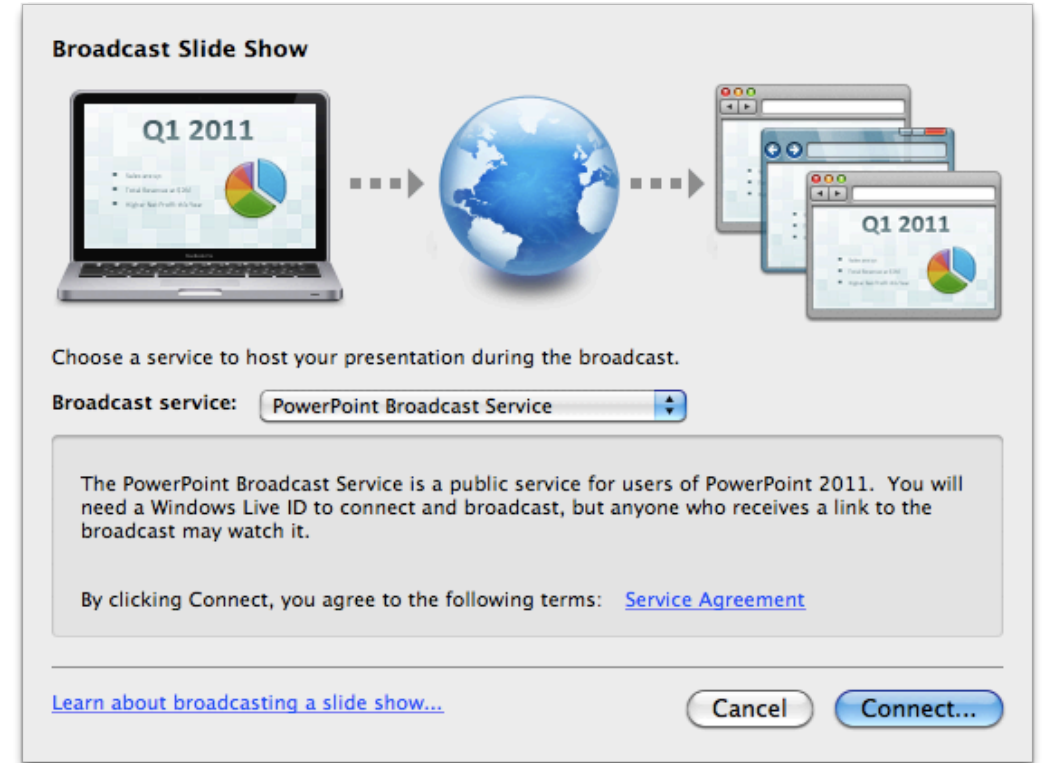 Broadcast Slide Show
Q1 2011
Q1 2011
Choose a service to host your presentation during the broadcast.
Broadcast service: PowerPoint Broadcast Service
The PowerPoint Broadcast Service is a public service for users of PowerPoint 2011. You will
need a Windows Live ID to connect and broadcast, but anyone who receives a link to the
broadcast may watch it.
By clicking Connect, you agree to the following terms: Service Agreement
Learn about broadcasting a slide show...
Cancel Connect...